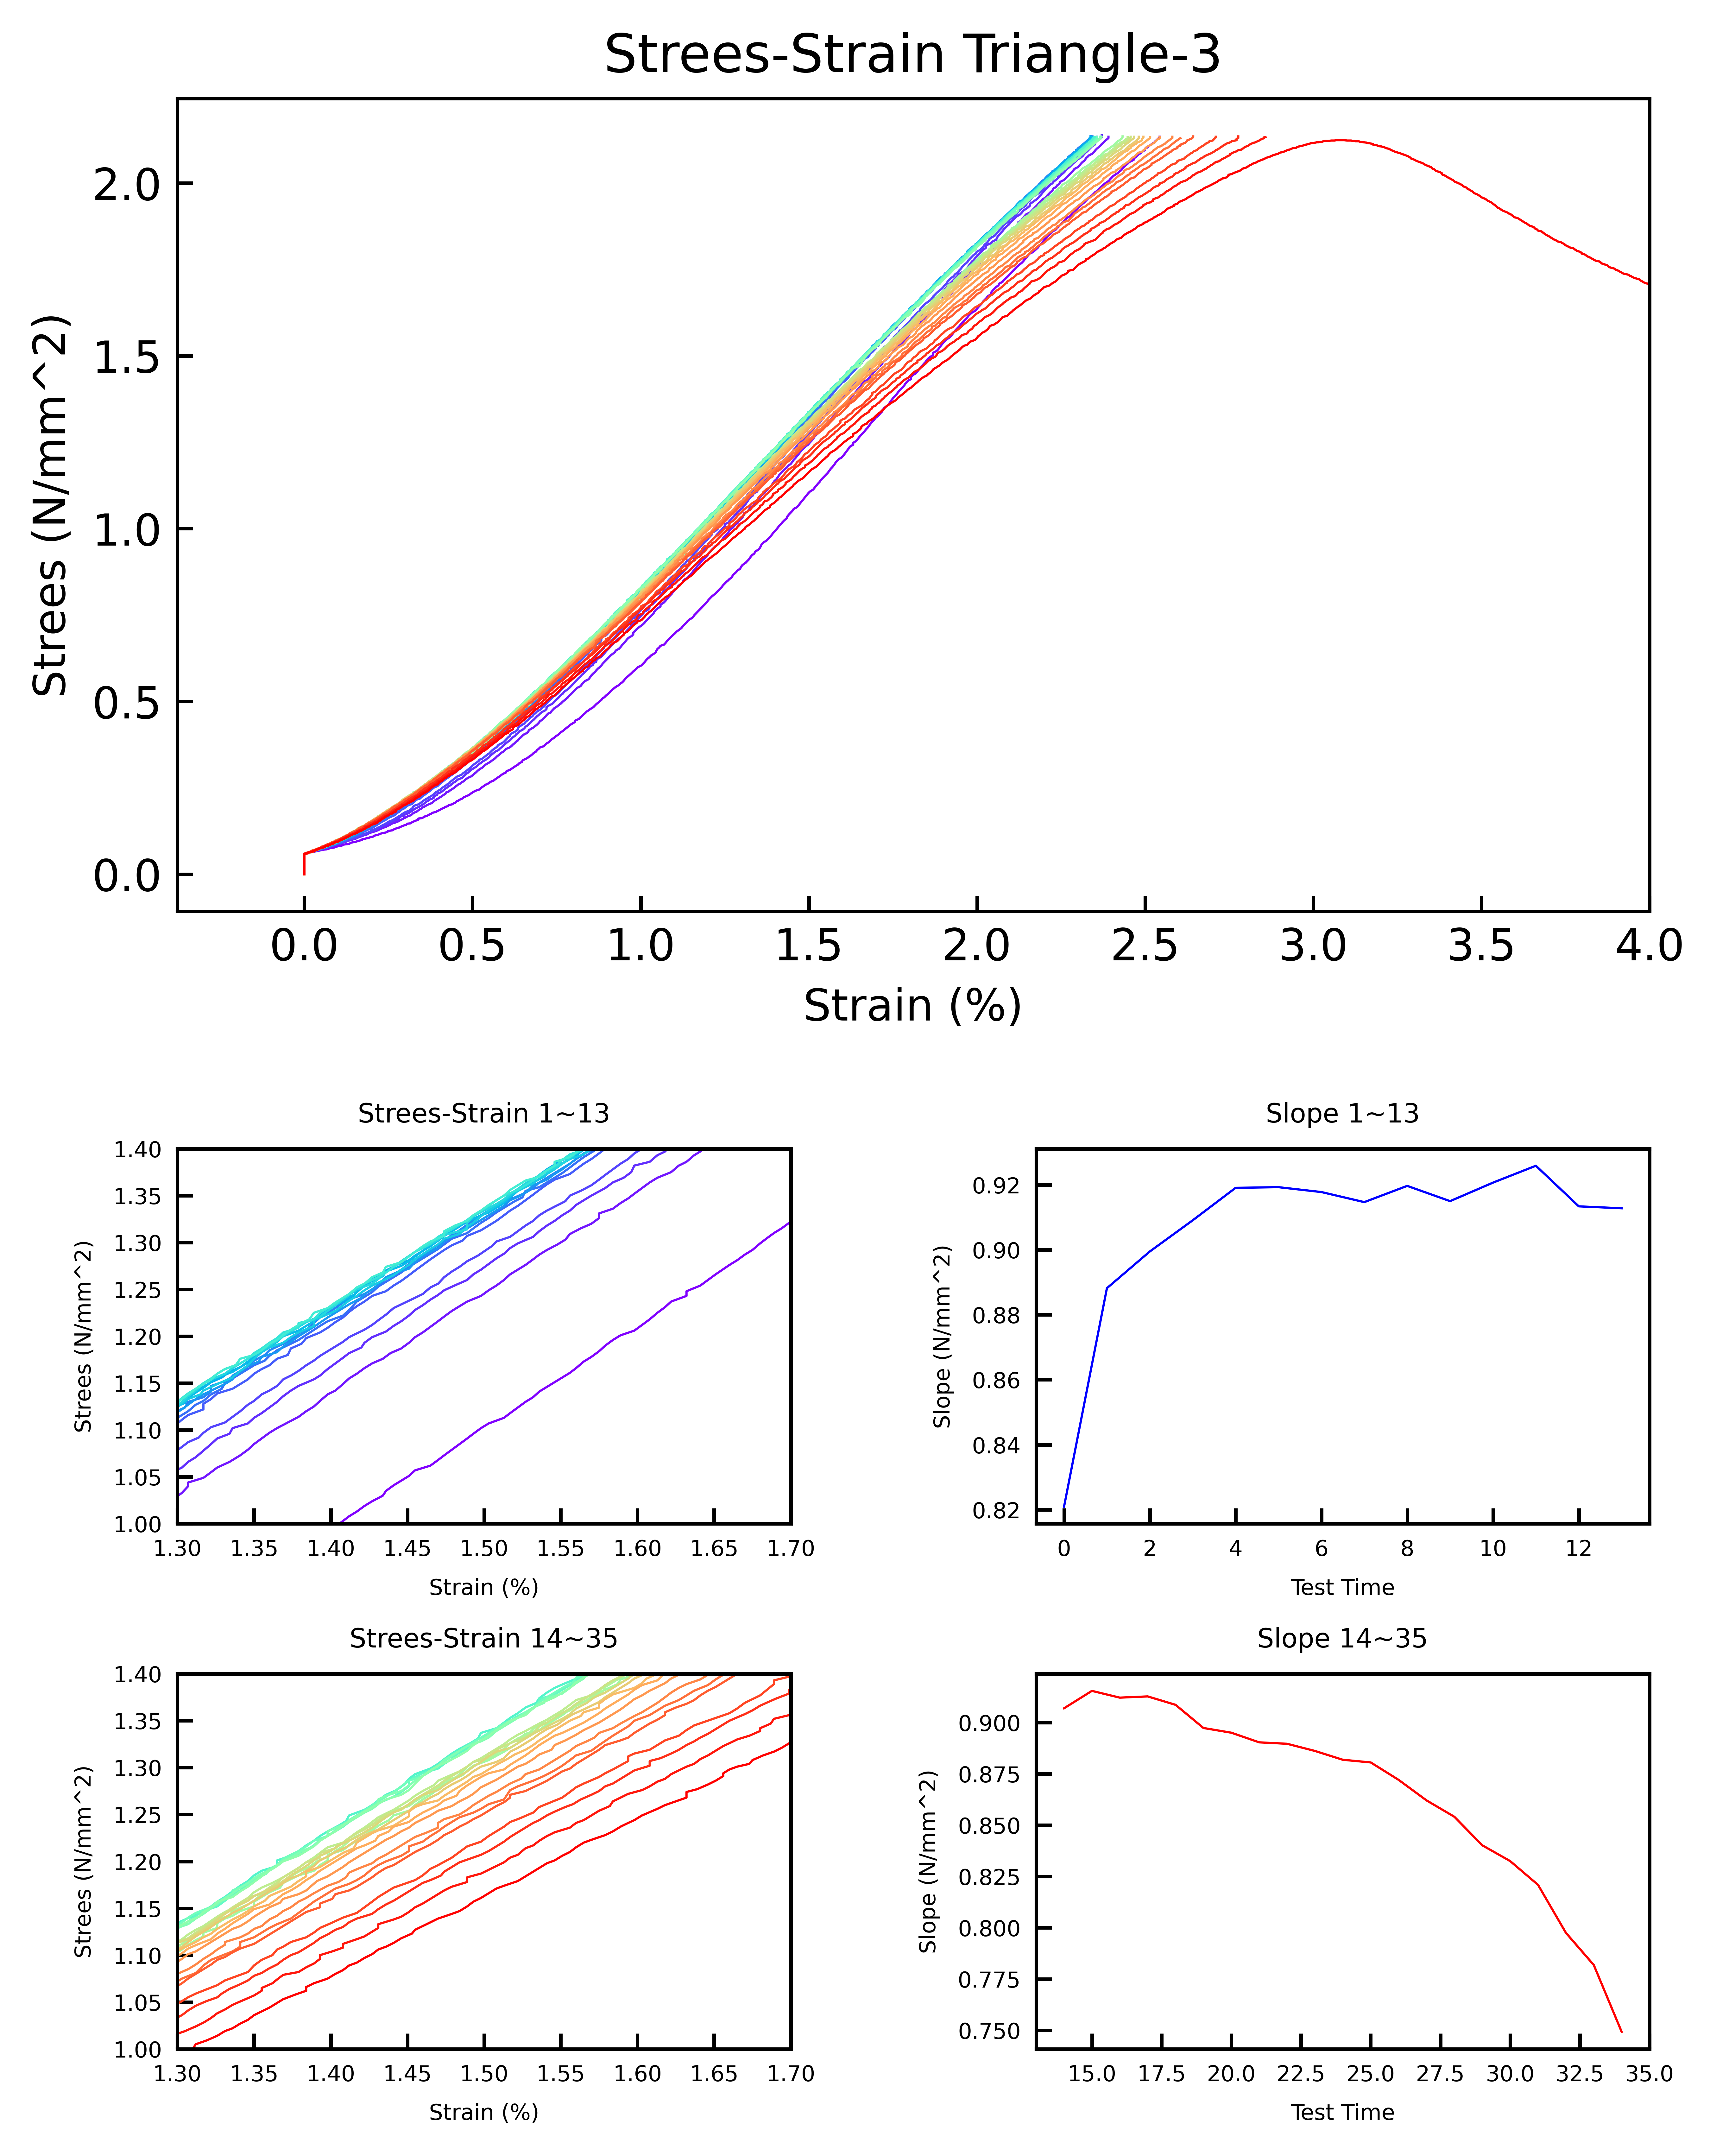 Strees-Strain Triangle-3
Strees (N/mm^2)
2.0
1.5
1.0
0.5
0.0
0.0 0.5 1.0 1.5 2.0 2.5 3.0 3.5 4.0
Strain (%)
Strees-Strain 1~13
Strees (N/mm^2)
1.40
1.35
1.30
1.25
1.20
1.15
1.10
1.05
1.00
1.30 1.35 1.40 1.45 1.50 1.55 1.60 1.65 1.70
Strain (%)
Slope 1~13
Slope (N/mm^2)
0.92
0.90
0.88
0.86
0.84
0.82
0 2 4 6 8 10 12
Test Time
Strees-Strain 14~35
Strees (N/mm^2)
1.40
1.35
1.30
1.25
1.20
1.15
1.10
1.05
1.00
1.30 1.35 1.40 1.45 1.50 1.55 1.60 1.65 1.70
Strain (%)
Slope 14~35
Slope (N/mm^2)
0.900
0.875
0.850
0.825
0.800
0.775
0.750
15.0 17.5 20.0 22.5 25.0 27.5 30.0 32.5 35.0
Test Time